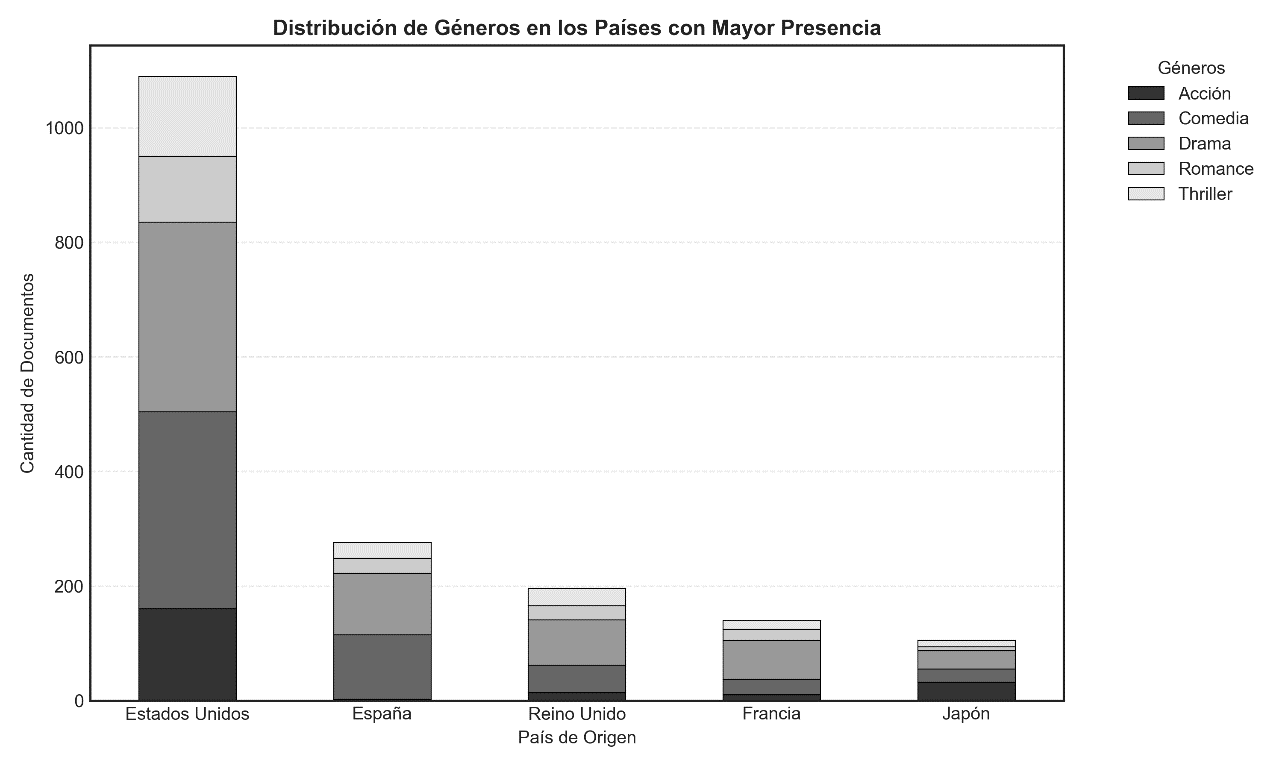 Distribución de Géneros en los Países con Mayor Presencia
Géneros
Acción
Comedia
Drama
Romance
Thriller
Cantidad de Documentos
1000
800
600
400
200
0
Estados Unidos
España
Reino Unido
Francia
Japón
País de Origen